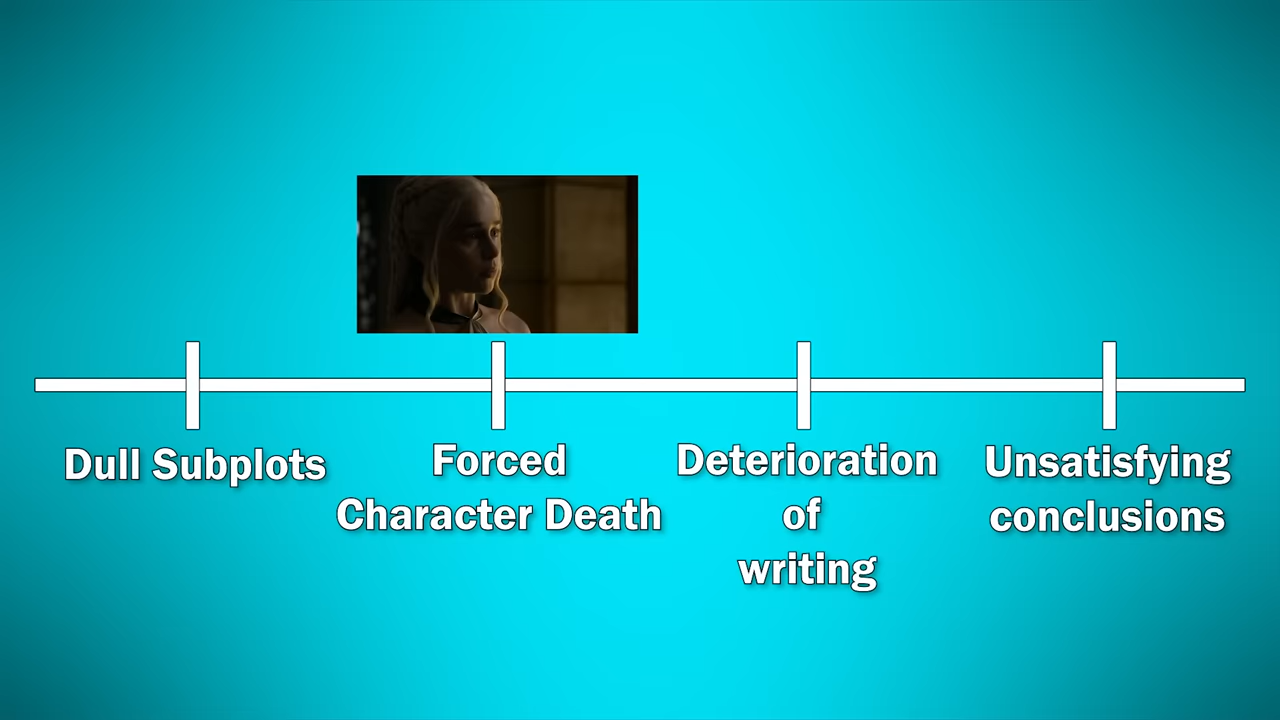 Dull Subplots
Forced
Character Death
Deterioration
of
writing
Unsatisfying
conclusions